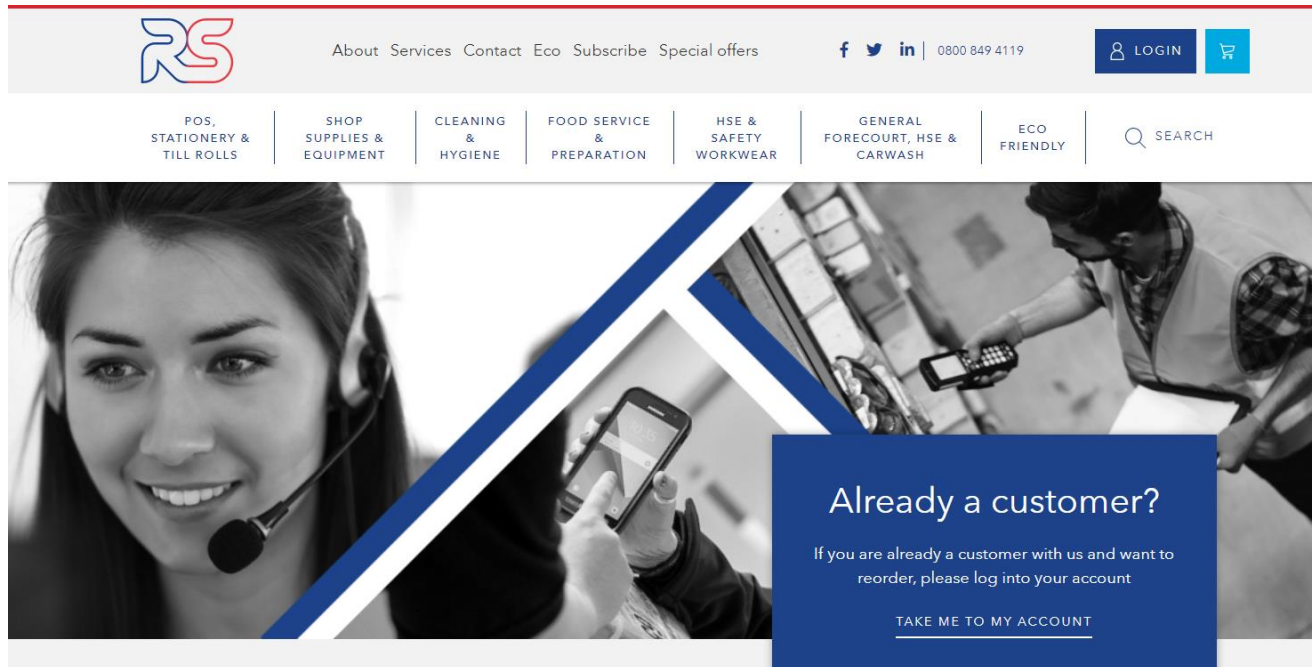 RS
About Services Contact Eco Subscribe Special offers
f in 0800 849 4119
LOGIN
POS,
STATIONERY &
TILL ROLLS
SHOP
SUPPLIES &
EQUIPMENT
CLEANING
&
HYGIENE
FOOD SERVICE
&
PREPARATION
HSE &
SAFETY
WORKWEAR
GENERAL
FORECOURT, HSE &
CARWASH
ECO
FRIENDLY
SEARCH
10:35
Already a customer?
If you are already a customer with us and want to
reorder, please log into your account
TAKE ME TO MY ACCOUNT